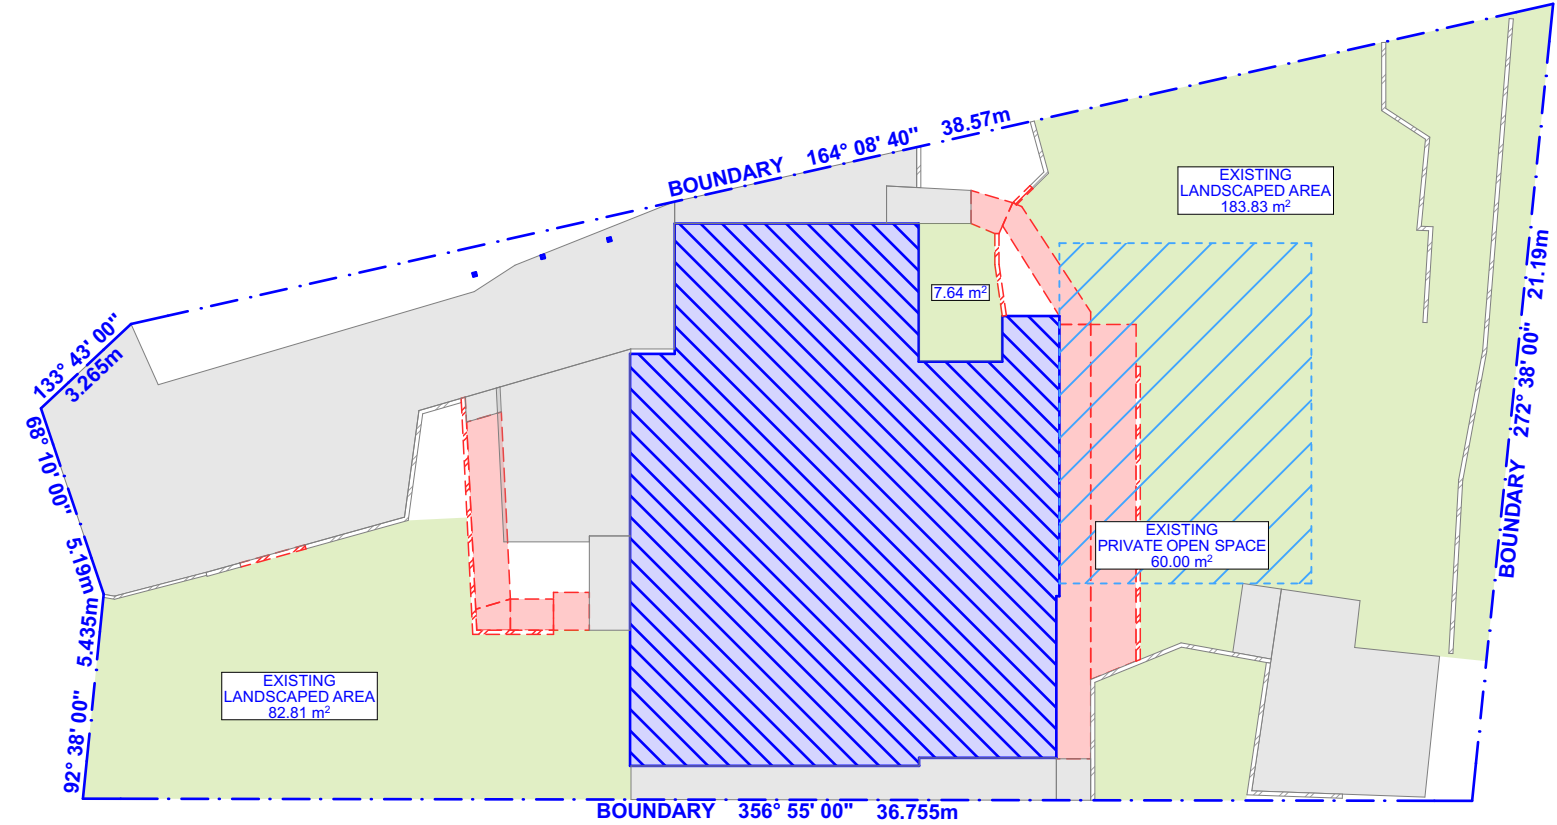 BOUNDARY 164° 08' 40" 38.57m
EXISTING
LANDSCAPED AREA
183.83 m²
7.64 m²
133° 43' 00"
3.265m
68° 10' 00" 5.19m
92° 38' 00" 5.435m
EXISTING
LANDSCAPED AREA
82.81 m²
EXISTING
PRIVATE OPEN SPACE
60.00 m²
BOUNDARY 272° 38' 00" 21.19m
BOUNDARY 356° 55' 00" 36.755m